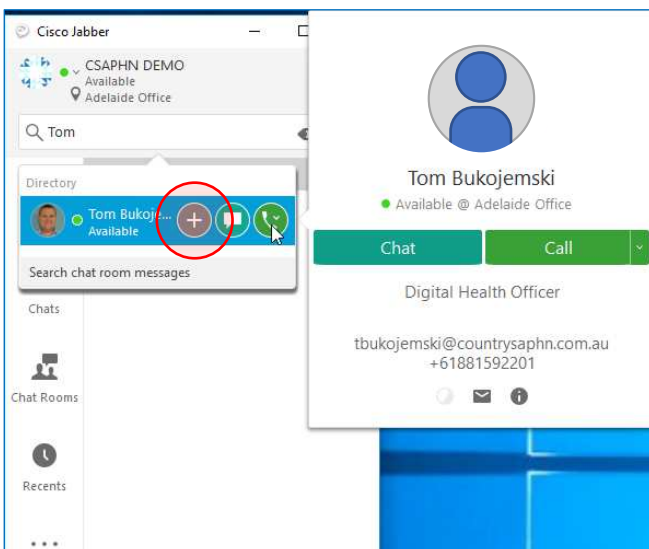 Cisco Jabber
CSAPHN DEMO
Available
Adelaide Office
Tom
Directory
Tom Bukoje...
Available
Search chat room messages
Chats
Chat Rooms
Recents
Tom Bukojemski
Available @ Adelaide Office
Chat
Call
Digital Health Officer
tbukojemski@countrysaphn.com.au
+61881592201